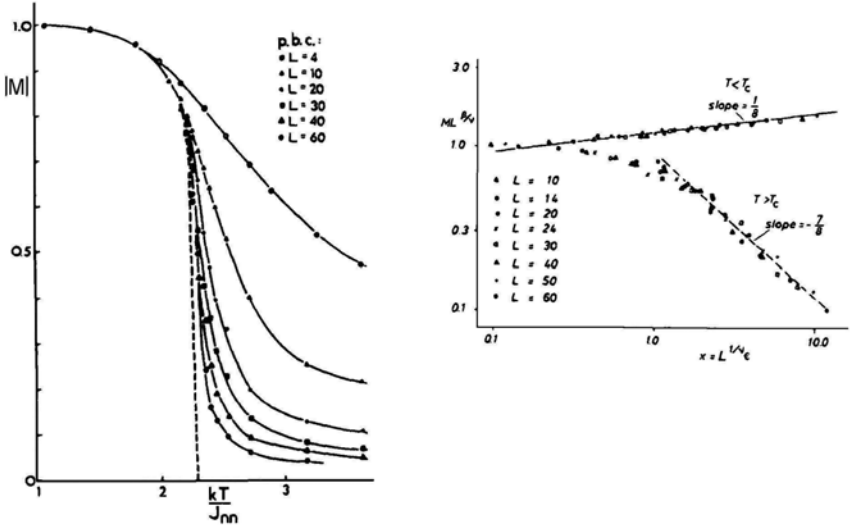 1.0
|M|
0.5
0
1
2
3
kT
J_nn
p.b.c.:
● L=4
▲ L=10
· L=20
● L=30
▲ L=40
● L=60
3.0
ML^β/ν
1.0
0.3
0.1
T<Tc
slope = 1/8
T>Tc
slope = -7/8
▲ L = 10
● L = 14
● L = 20
× L = 24
○ L = 30
▲ L = 40
+ L = 50
● L = 60
0.1
1.0
10.0
x = L^1/ν ε